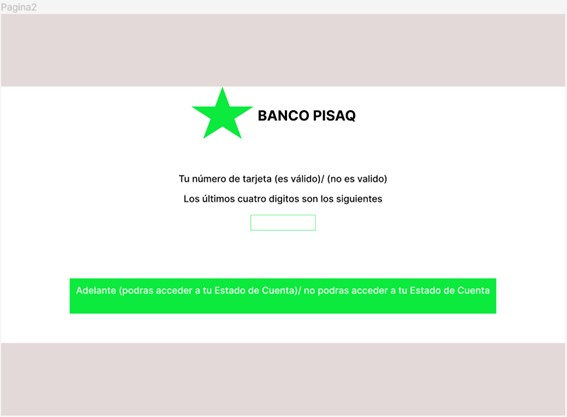 Pagina2
BANCO PISAQ
Tu número de tarjeta (es válido)/ (no es valido)
Los últimos cuatro digitos son los siguientes
Adelante (podras acceder a tu Estado de Cuenta)/ no podras acceder a tu Estado de Cuenta